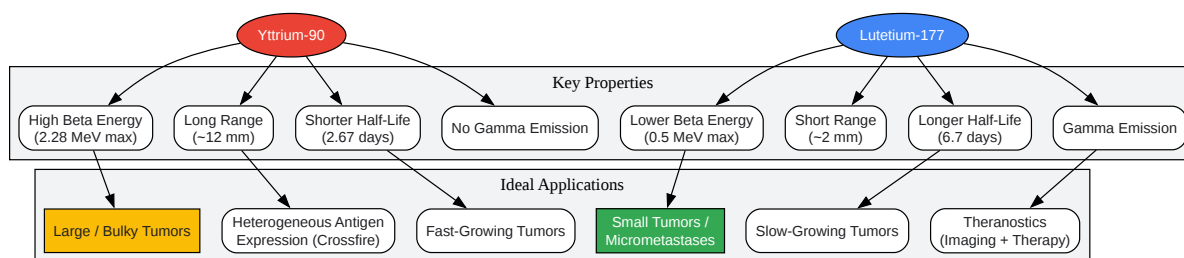 Yttrium-90
Lutetium-177
Key Properties
High Beta Energy
(2.28 MeV max)
Long Range
(~12 mm)
Shorter Half-Life
(2.67 days)
No Gamma Emission
Lower Beta Energy
(0.5 MeV max)
Short Range
(~2 mm)
Longer Half-Life
(6.7 days)
Gamma Emission
Ideal Applications
Large / Bulky Tumors
Heterogeneous Antigen
Expression (Crossfire)
Fast-Growing Tumors
Small Tumors /
Micrometastases
Slow-Growing Tumors
Theranostics
(Imaging + Therapy)